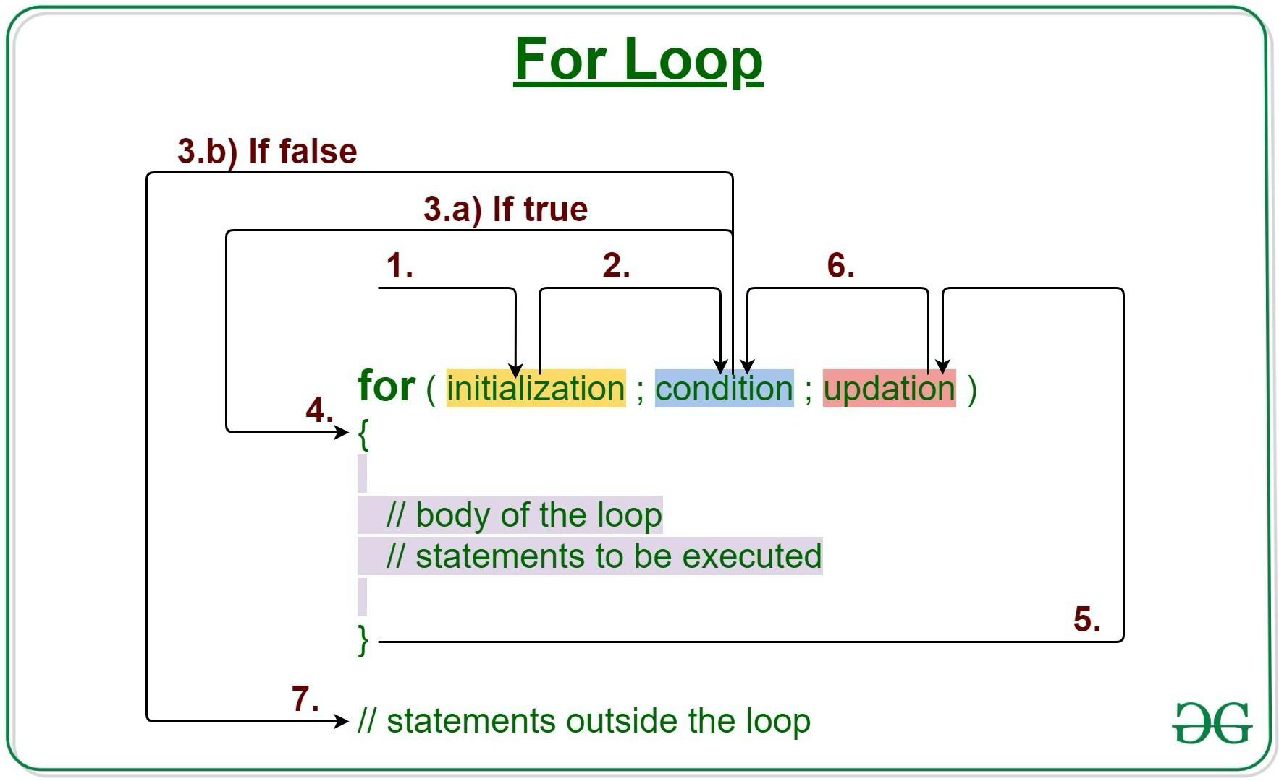 For Loop
3.b) If false
3.a) If true
1. 2. 6.
for ( initialization ; condition ; updation )
4.
{
// body of the loop
// statements to be executed
5.
}
7.
// statements outside the loop